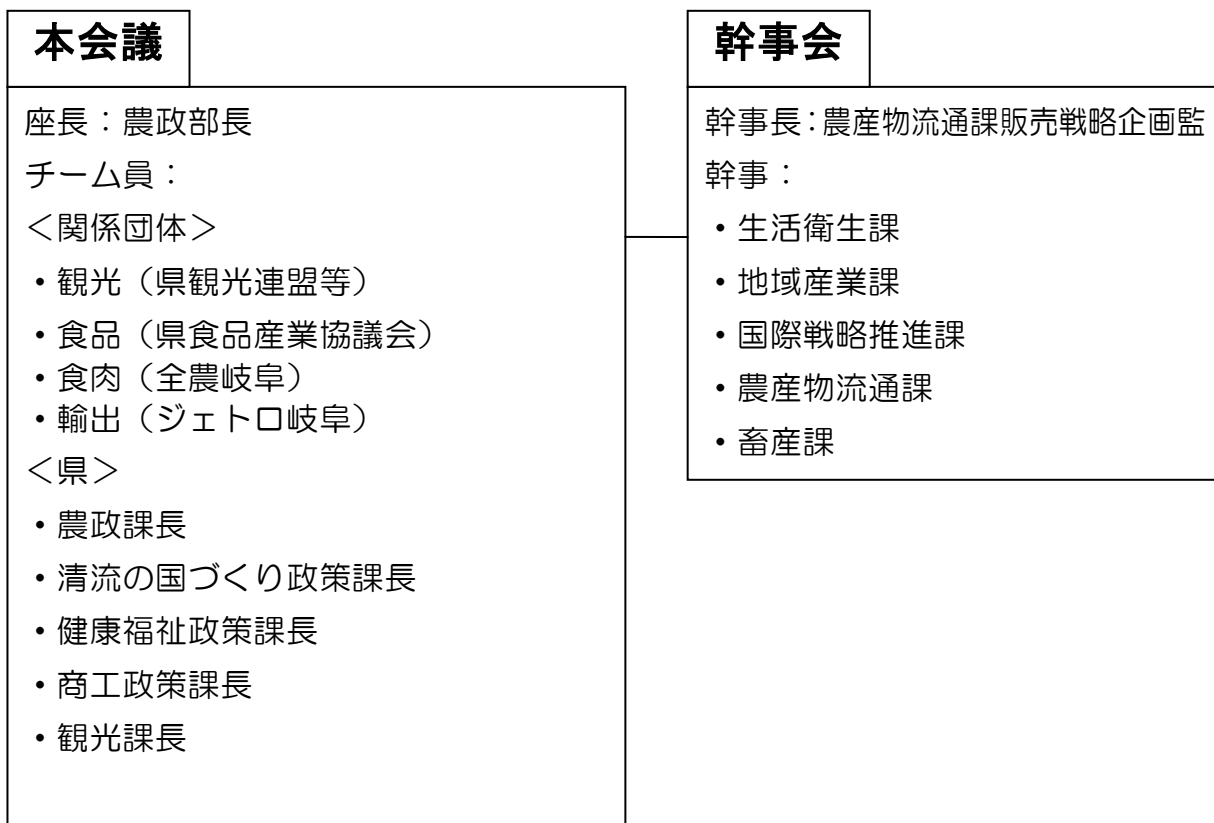 本会議
座長：農政部長
チーム員：
＜関係団体＞
・観光（県観光連盟等）
・食品（県食品産業協議会）
・食肉（全農岐阜）
・輸出（ジェトロ岐阜）
＜県＞
・農政課長
・清流の国づくり政策課長
・健康福祉政策課長
・商工政策課長
・観光課長
幹事会
幹事長：農産物流通課販売戦略企画監
幹事：
・生活衛生課
・地域産業課
・国際戦略推進課
・農産物流通課
・畜産課